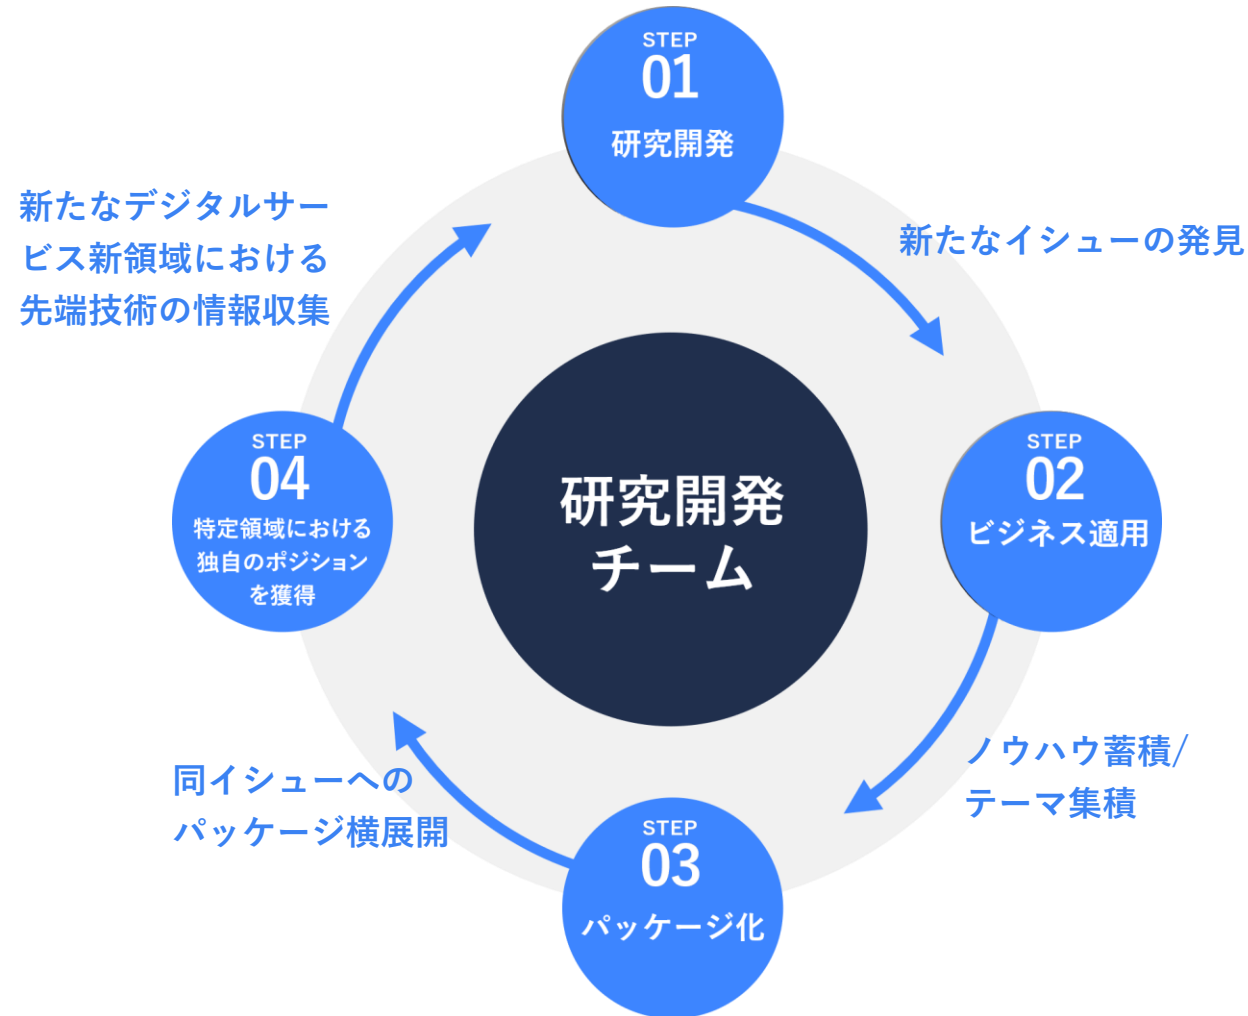 STEP
01
研究開発
新たなイシューの発見
STEP
02
ビジネス適用
ノウハウ蓄積/
テーマ集積
STEP
03
パッケージ化
同イシューへの
パッケージ横展開
STEP
04
特定領域における
独自のポジション
を獲得
新たなデジタルサー
ビス新領域における
先端技術の情報収集
研究開発
チーム